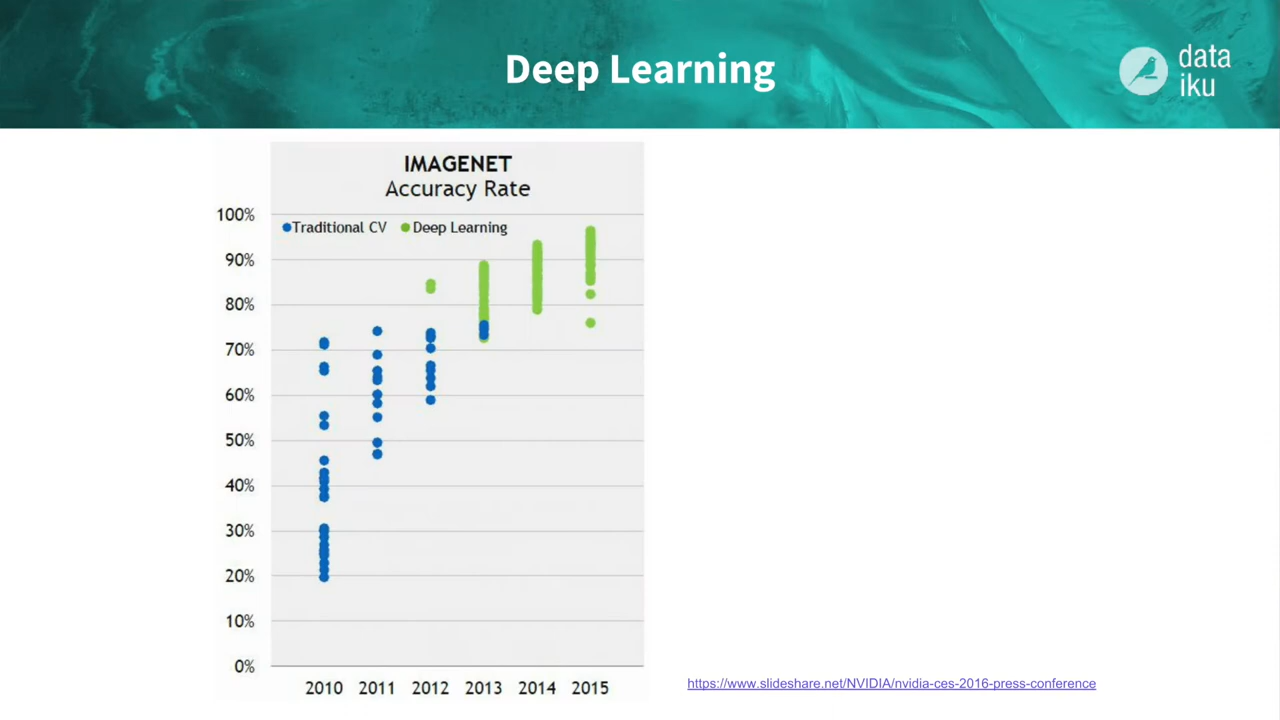 Deep Learning
data
iku
IMAGENET
Accuracy Rate
Traditional CV Deep Learning
100%
90%
80%
70%
60%
50%
40%
30%
20%
10%
0%
2010 2011 2012 2013 2014 2015
https://www.slideshare.net/NVIDIA/nvidia-ces-2016-press-conference